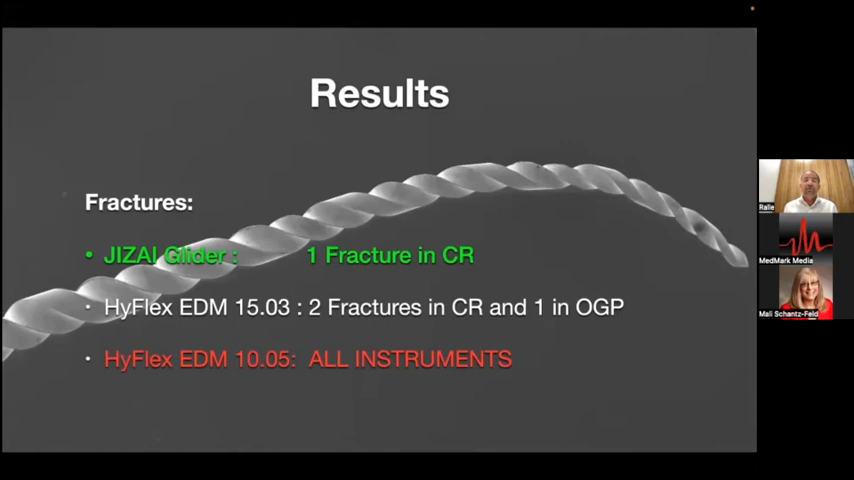 Results
Fractures:
• JIZAI Glider : 1 Fracture in CR
• HyFlex EDM 15.03 : 2 Fractures in CR and 1 in OGP
• HyFlex EDM 10.05: ALL INSTRUMENTS
Ralle
MedMark Media
Mali Schantz-Feld